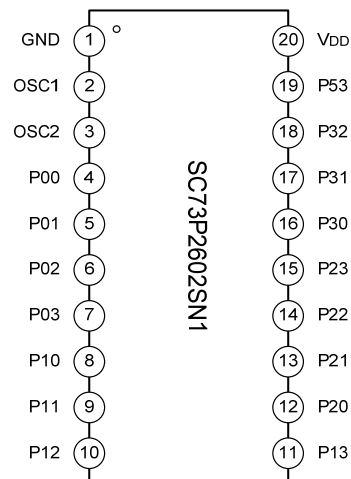 GND 1 20 VDD
OSC1 2 19 P53
OSC2 3 18 P32
P00 4 17 P31
P01 5 16 P30
P02 6 15 P23
P03 7 14 P22
P10 8 13 P21
P11 9 12 P20
P12 10 11 P13
SC73P2602SN1